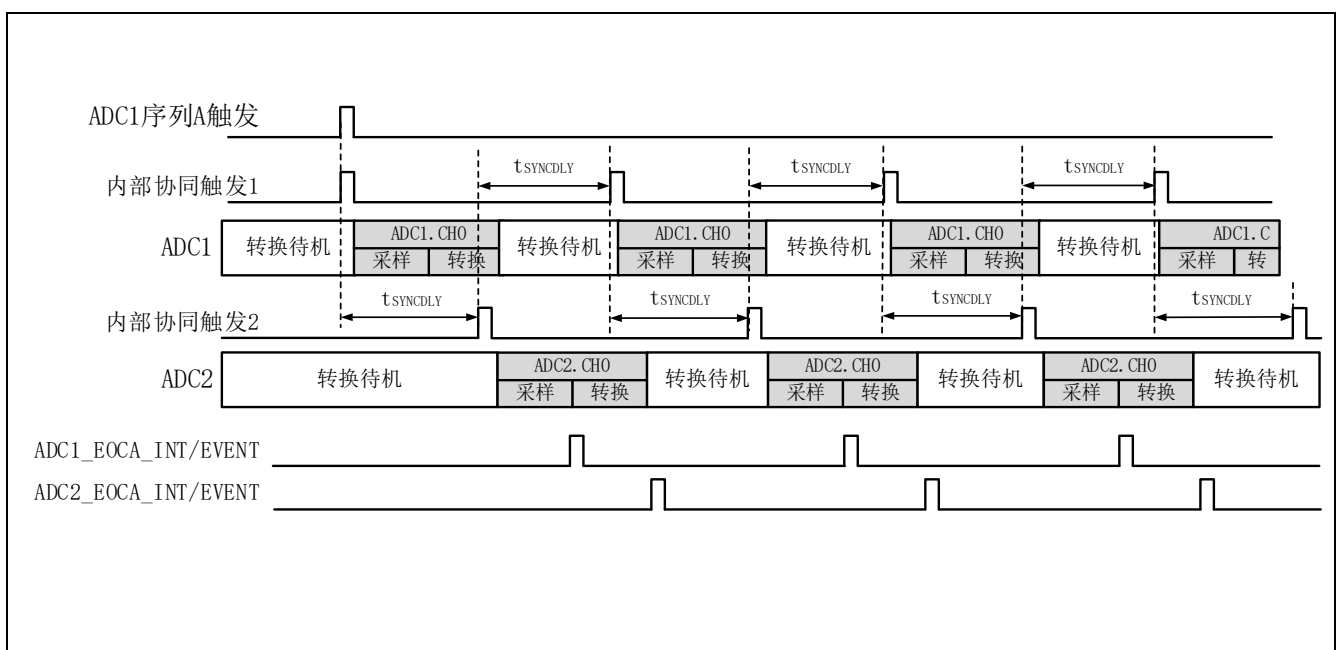 ADC1序列A触发
内部协同触发1
tSYNCDLY tSYNCDLY tSYNCDLY
ADC1
转换待机 ADC1.CH0 转换待机 ADC1.CH0 转换待机 ADC1.CH0 转换待机 ADC1.C
采样 转换 采样 转换 采样 转换 采样 转
内部协同触发2
tSYNCDLY tSYNCDLY tSYNCDLY tSYNCDLY
ADC2
转换待机 ADC2.CH0 转换待机 ADC2.CH0 转换待机 ADC2.CH0 转换待机
采样 转换 采样 转换 采样 转换
ADC1_EOCA_INT/EVENT
ADC2_EOCA_INT/EVENT